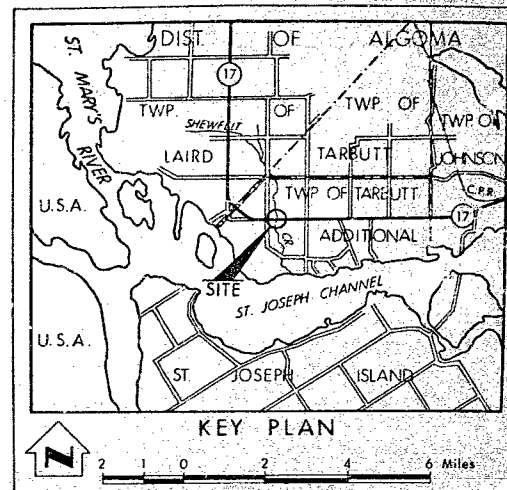 DIST. OF ALGOMA
ST. MARY'S RIVER
17
TWP. OF
TWP. OF
TWP. OF
SHEWFELT
LAIRD
TARBUTT
JOHNSON
TWP OF TARBUTT
C.P.R.
U.S.A.
17
ADDITIONAL
CR.
SITE
ST. JOSEPH CHANNEL
U.S.A.
ST. JOSEPH ISLAND
KEY PLAN
N
2 1 0 2 4 6 Miles